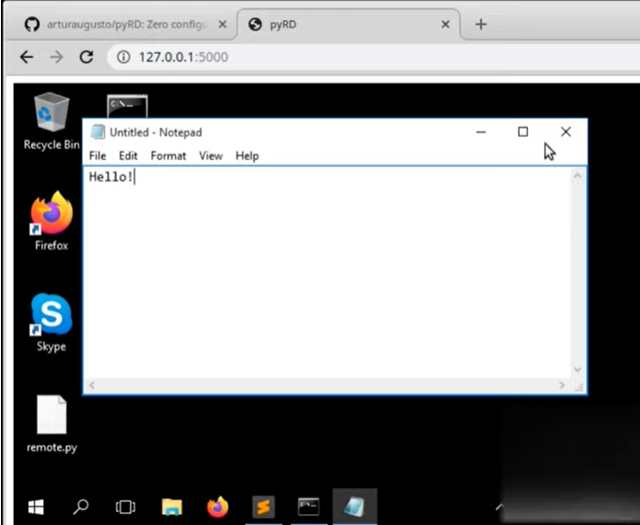 arturaugusto/pyRD: Zero configu
pyRD
127.0.0.1:5000
Recycle Bin
C:\_
Untitled - Notepad
File Edit Format View Help
Hello!
Firefox
Skype
remote.py